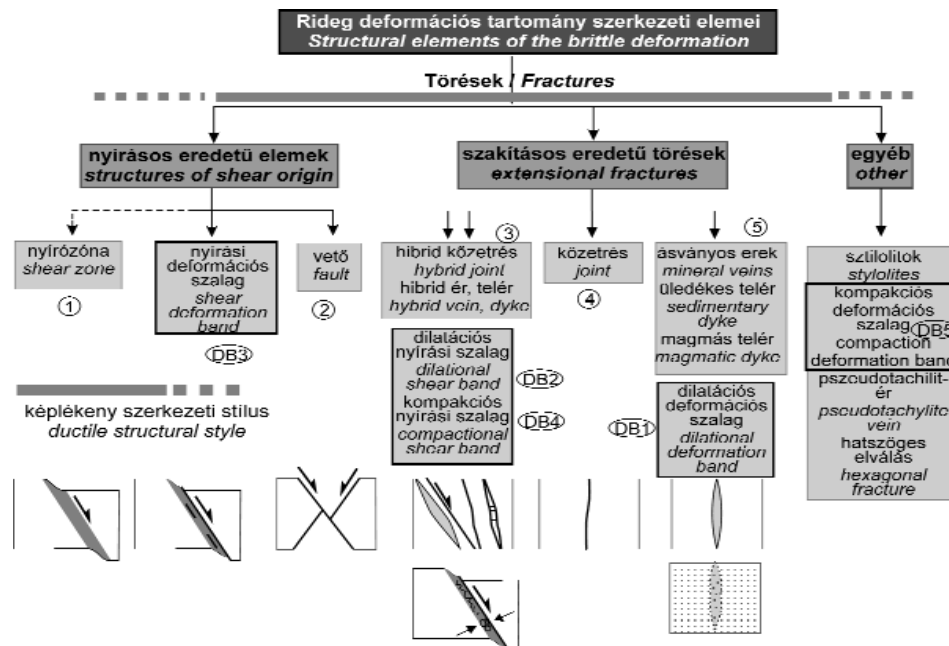 Rideg deformációs tartomány szerkezeti elemei
Structural elements of the brittle deformation
Törések / Fractures
nyírásos eredetű elemek
structures of shear origin
szakításos eredetű törések
extensional fractures
egyéb
other
nyírózóna
shear zone
1
nyírási
deformációs
szalag
shear
deformation
band
DB3
vető
fault
2
3
hibrid kőzetrés
hybrid joint
hibrid ér, telér
hybrid vein, dyke
dilatációs
nyírási szalag
dilational
shear band
kompakciós
nyírási szalag
compactional
shear band
DB2
DB4
közetrés
joint
4
5
ásványos erek
mineral veins
üledékes telér
sedimentary
dyke
magmás telér
magmatic dyke
DB1
dilatációs
deformációs
szalag
dilational
deformation
band
sztilolitok
stylolites
kompakciós
deformációs
szalag
compaction
deformation band
DB5
pszeudotachilit-
ér
pseudotachylite
vein
hatszöges
elválás
hexagonal
fracture
képlékeny szerkezeti stílus
ductile structural style